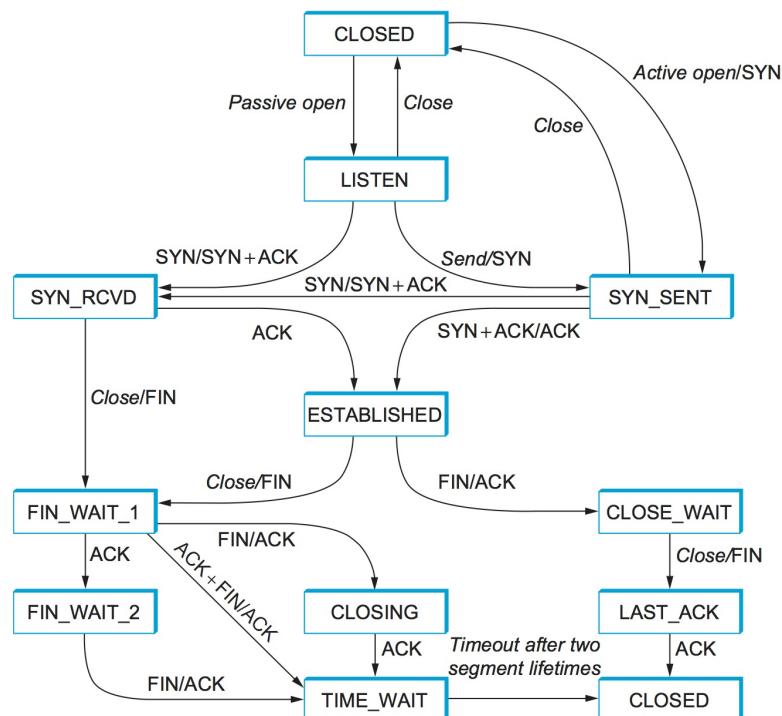 CLOSED
Active open/SYN
Passive open
Close
Close
LISTEN
SYN/SYN + ACK
Send/SYN
SYN/SYN + ACK
SYN_RCVD
SYN_SENT
ACK
SYN + ACK/ACK
Close/FIN
ESTABLISHED
Close/FIN
FIN/ACK
FIN_WAIT_1
CLOSE_WAIT
FIN/ACK
ACK
ACK + FIN/ACK
Close/FIN
FIN_WAIT_2
CLOSING
LAST_ACK
ACK
Timeout after two
segment lifetimes
ACK
FIN/ACK
TIME_WAIT
CLOSED